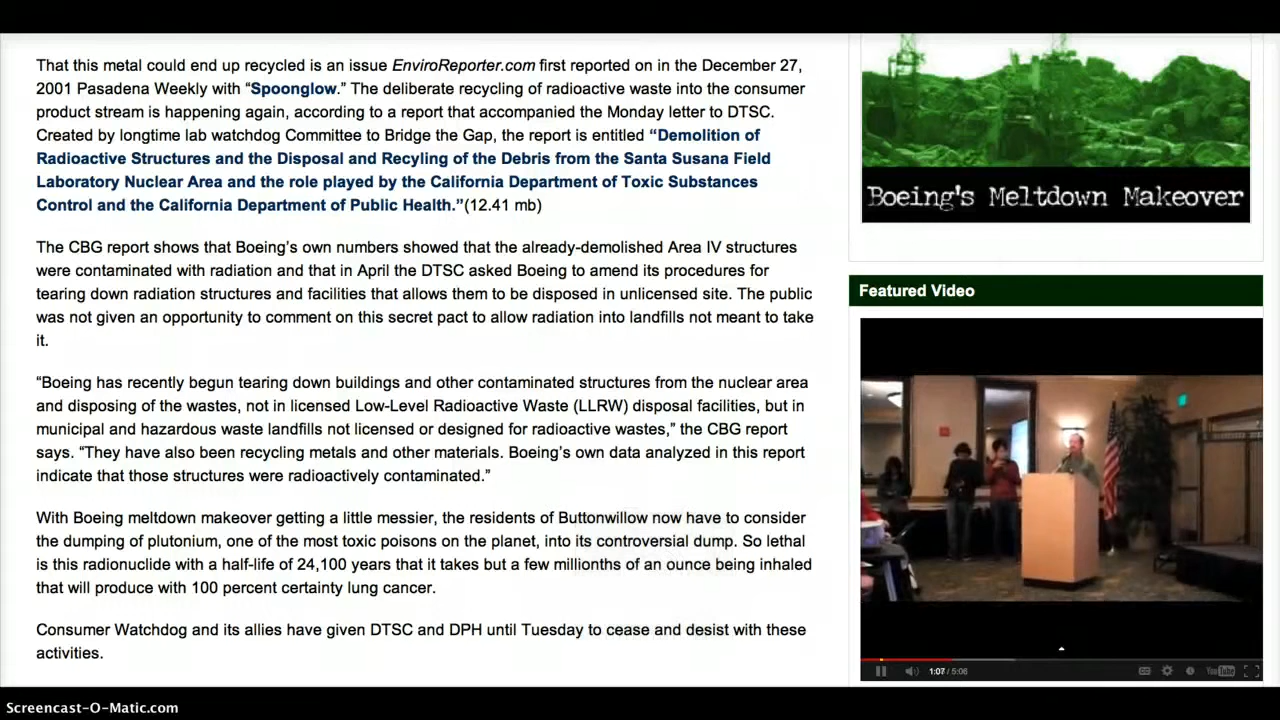 That this metal could end up recycled is an issue EnviroReporter.com first reported on in the December 27,
2001 Pasadena Weekly with “Spoonglow.” The deliberate recycling of radioactive waste into the consumer
product stream is happening again, according to a report that accompanied the Monday letter to DTSC.
Created by longtime lab watchdog Committee to Bridge the Gap, the report is entitled “Demolition of
Radioactive Structures and the Disposal and Recyling of the Debris from the Santa Susana Field
Laboratory Nuclear Area and the role played by the California Department of Toxic Substances
Control and the California Department of Public Health.”(12.41 mb)
The CBG report shows that Boeing’s own numbers showed that the already-demolished Area IV structures
were contaminated with radiation and that in April the DTSC asked Boeing to amend its procedures for
tearing down radiation structures and facilities that allows them to be disposed in unlicensed site. The public
was not given an opportunity to comment on this secret pact to allow radiation into landfills not meant to take
it.
“Boeing has recently begun tearing down buildings and other contaminated structures from the nuclear area
and disposing of the wastes, not in licensed Low-Level Radioactive Waste (LLRW) disposal facilities, but in
municipal and hazardous waste landfills not licensed or designed for radioactive wastes,” the CBG report
says. “They have also been recycling metals and other materials. Boeing’s own data analyzed in this report
indicate that those structures were radioactively contaminated.”
With Boeing meltdown makeover getting a little messier, the residents of Buttonwillow now have to consider
the dumping of plutonium, one of the most toxic poisons on the planet, into its controversial dump. So lethal
is this radionuclide with a half-life of 24,100 years that it takes but a few millionths of an ounce being inhaled
that will produce with 100 percent certainty lung cancer.
Consumer Watchdog and its allies have given DTSC and DPH until Tuesday to cease and desist with these
activities.
Boeing's Meltdown Makeover
Featured Video
1:07 / 5:06
YouTube
Screencast-O-Matic.com